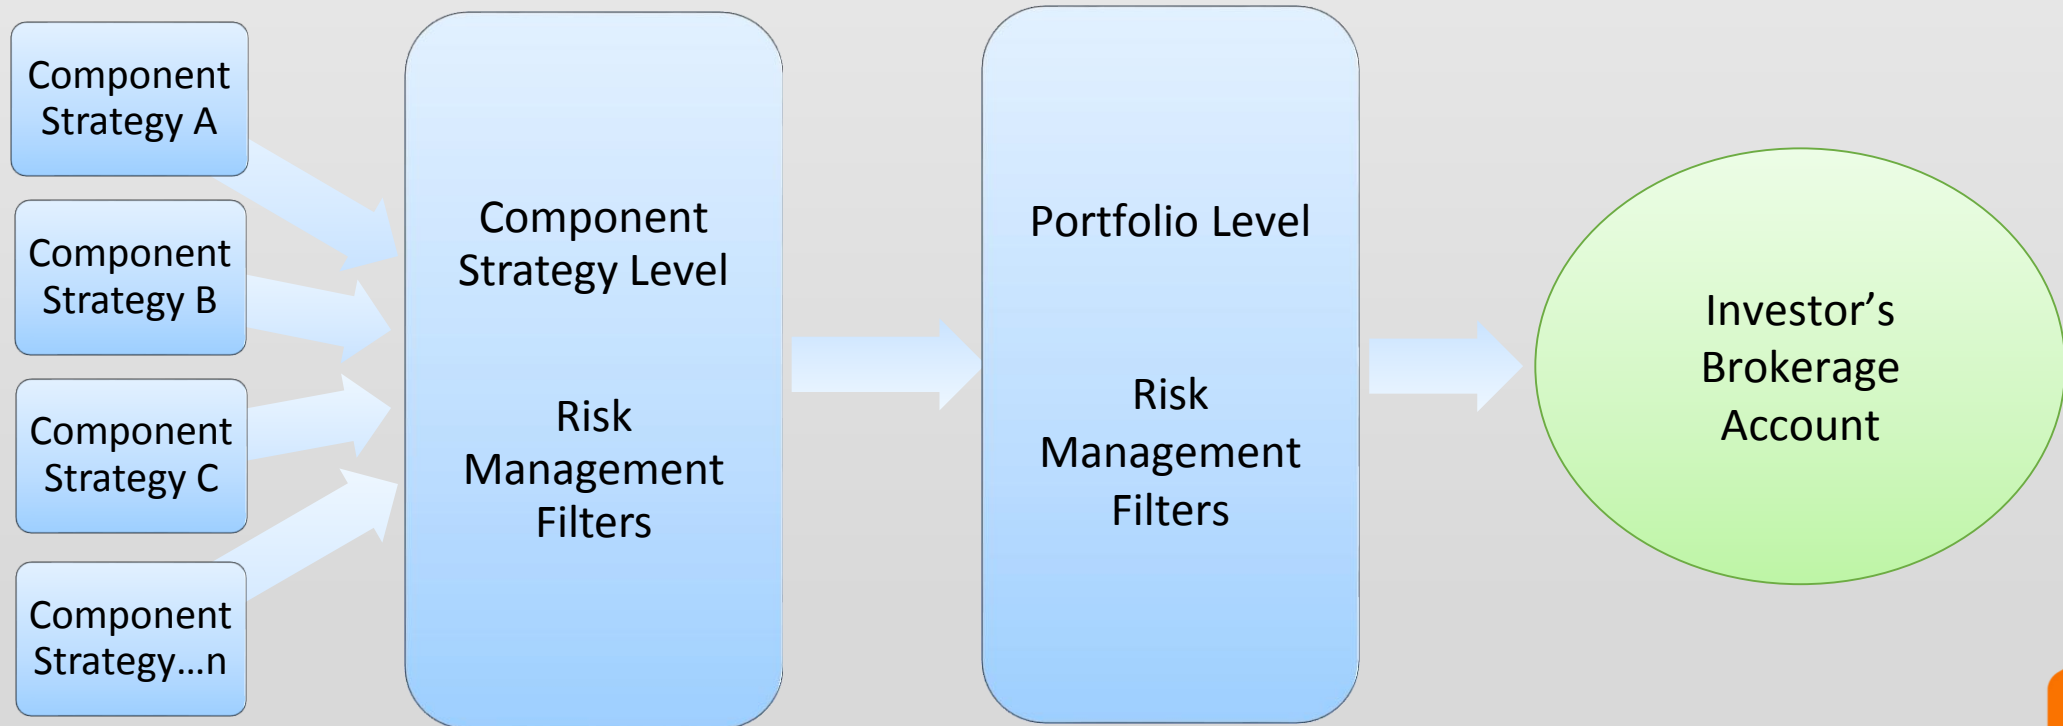 Component
Strategy A
Component
Strategy B
Component
Strategy C
Component
Strategy...n
Component
Strategy Level
Risk
Management
Filters
Portfolio Level
Risk
Management
Filters
Investor’s
Brokerage
Account